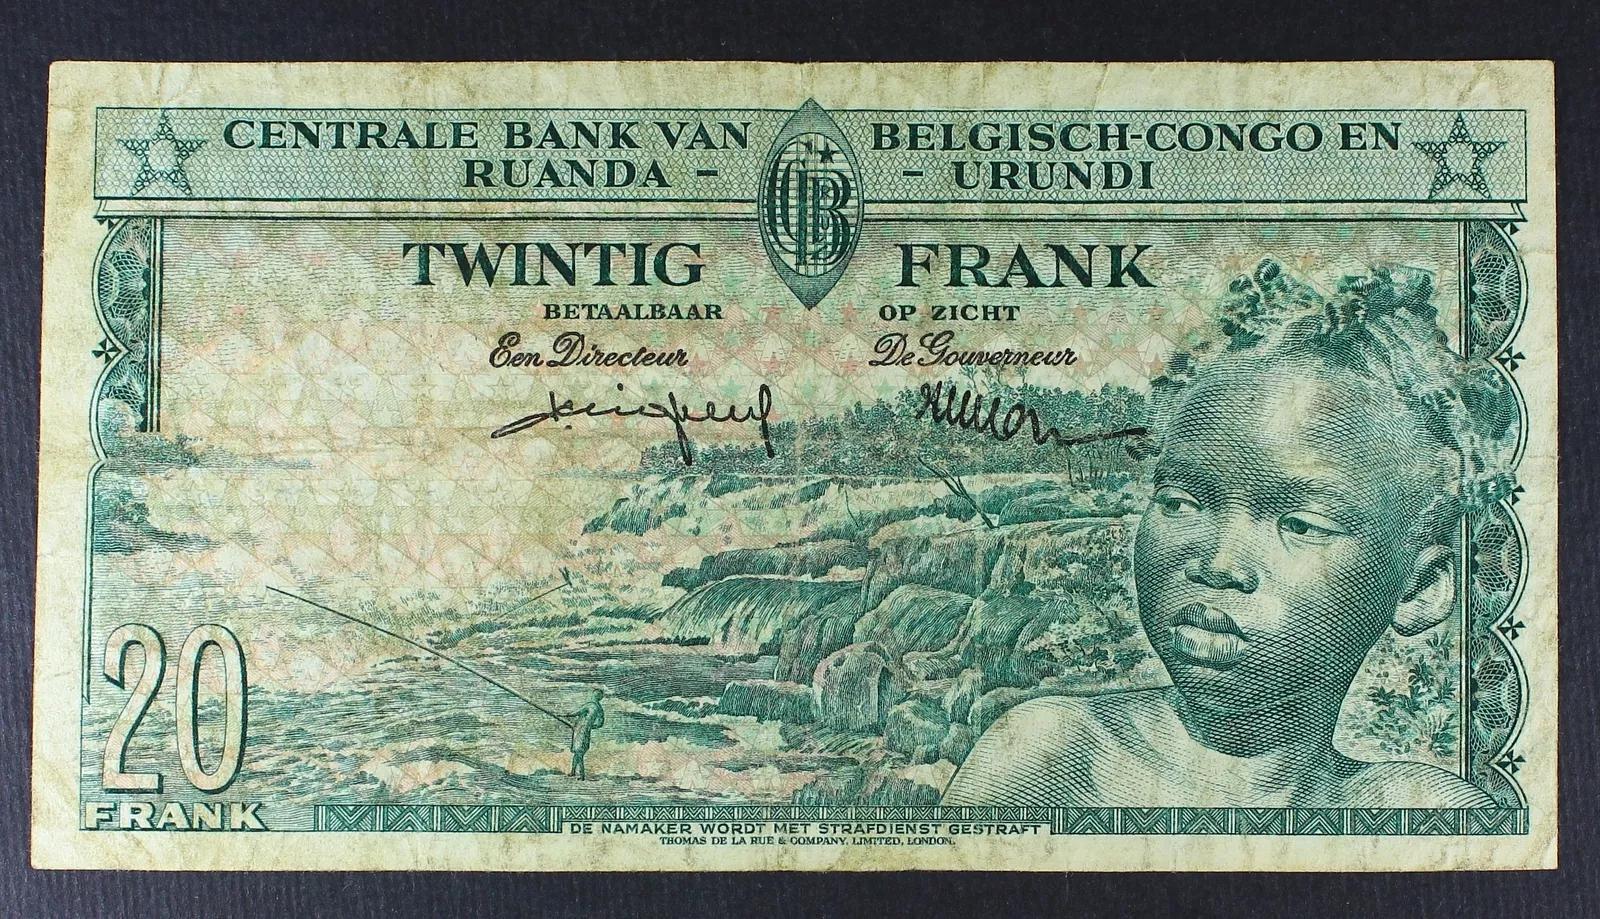 CENTRALE BANK VAN BELGISCH-CONGO EN
RUANDA - - URUNDI
TWINTIG FRANK
BETAALBAAR OP ZICHT
Een Directeur De Gouverneur
20
FRANK
DE NAMAKER WORDT MET STRAFDIENST GESTRAFT
THOMAS DE LA RUE & COMPANY, LIMITED, LONDON.